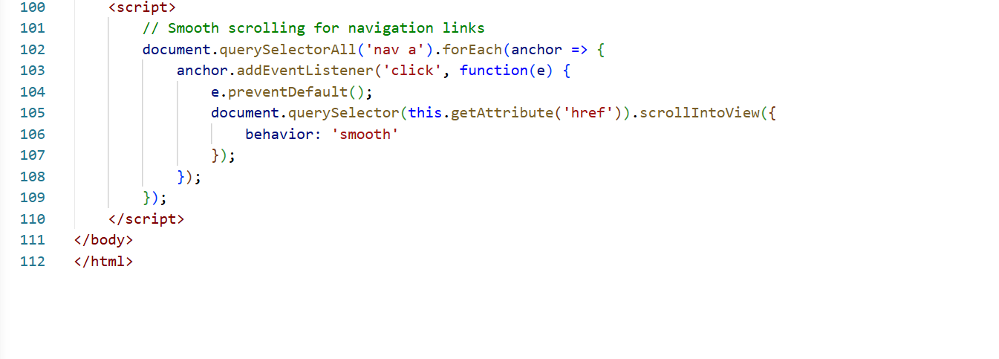 100 <script>
101 // Smooth scrolling for navigation links
102 document.querySelectorAll('nav a').forEach(anchor => {
103 anchor.addEventListener('click', function(e) {
104 e.preventDefault();
105 document.querySelector(this.getAttribute('href')).scrollIntoView({
106 behavior: 'smooth'
107 });
108 });
109 });
110 </script>
111 </body>
112 </html>